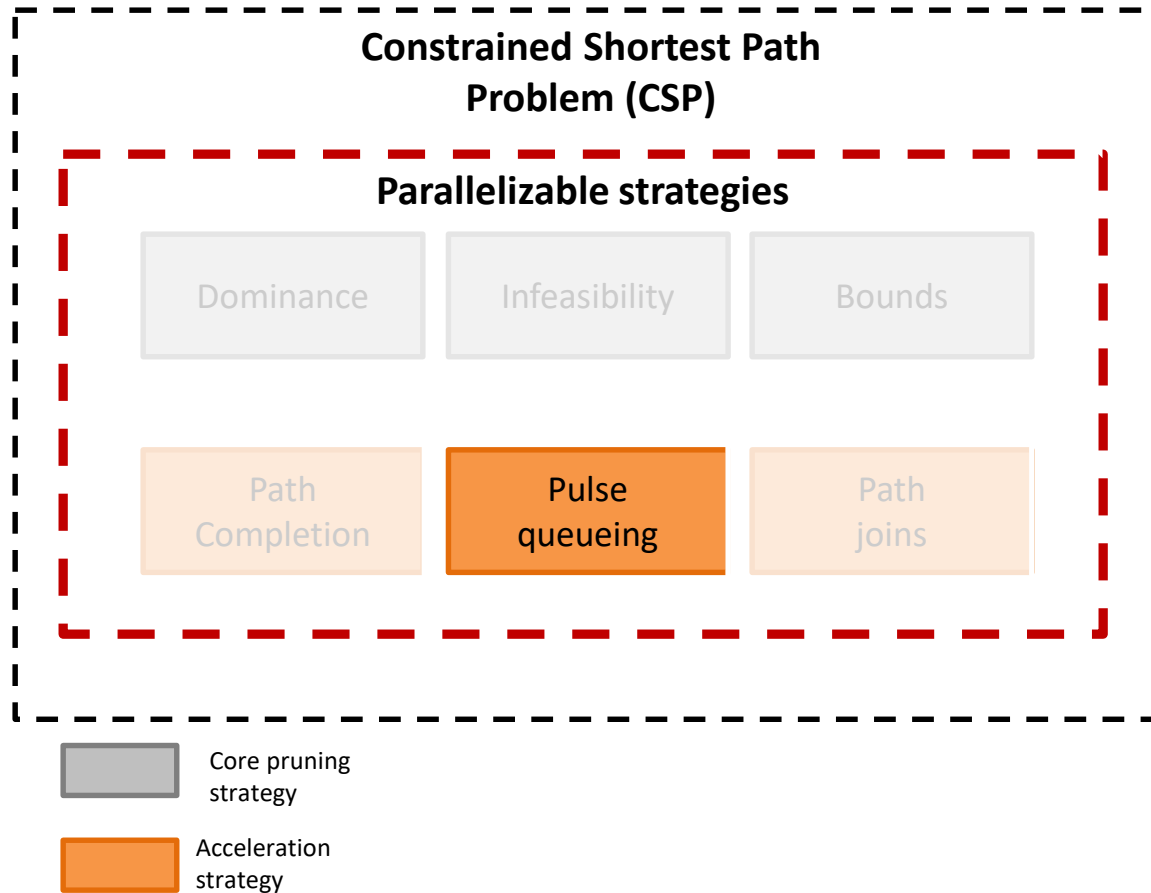 Constrained Shortest Path
Problem (CSP)
Parallelizable strategies
Dominance
Infeasibility
Bounds
Path
Completion
Pulse
queueing
Path
joins
Core pruning
strategy
Acceleration
strategy